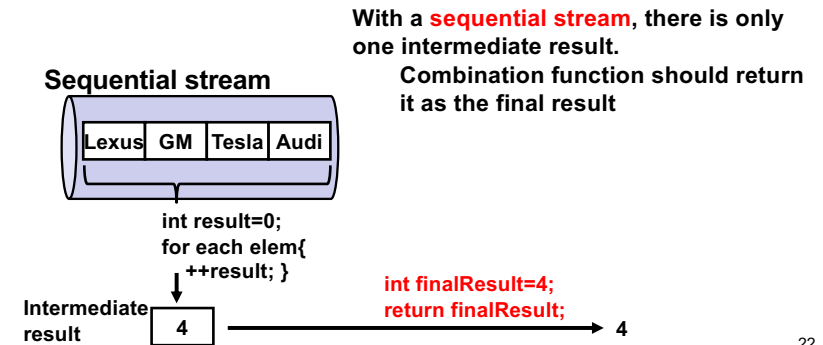 With a sequential stream, there is only
one intermediate result.
Combination function should return
it as the final result
Sequential stream
Lexus GM Tesla Audi
int result=0;
for each elem{
++result; }
Intermediate
result
4
int finalResult=4;
return finalResult;
4
22